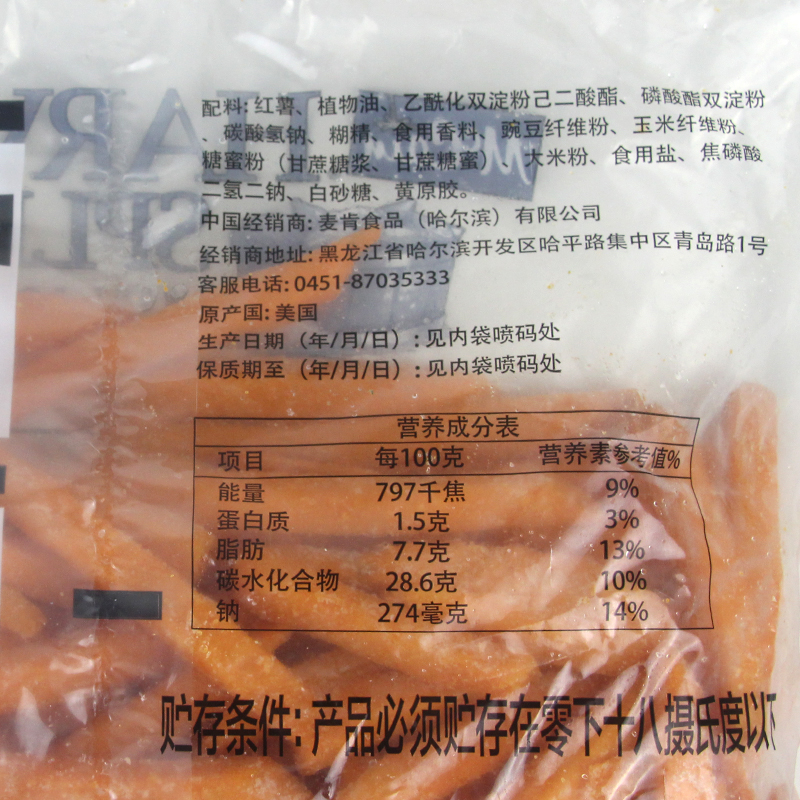 配料: 红薯、植物油、乙酰化双淀粉己二酸酯、磷酸酯双淀粉
、碳酸氢钠、糊精、食用香料、豌豆纤维粉、玉米纤维粉、
糖蜜粉（甘蔗糖浆、甘蔗糖蜜） 大米粉、食用盐、焦磷酸
二氢二钠、白砂糖、黄原胶。
中国经销商: 麦肯食品（哈尔滨）有限公司
经销商地址: 黑龙江省哈尔滨开发区哈平路集中区青岛路1号
客服电话: 0451-87035333
原产国: 美国
生产日期（年/月/日）: 见内袋喷码处
保质期至（年/月/日）: 见内袋喷码处
营养成分表
项目 每100克 营养素参考值%
能量 797千焦 9%
蛋白质 1.5克 3%
脂肪 7.7克 13%
碳水化合物 28.6克 10%
钠 274毫克 14%
贮存条件: 产品必须贮存在零下十八摄氏度以下